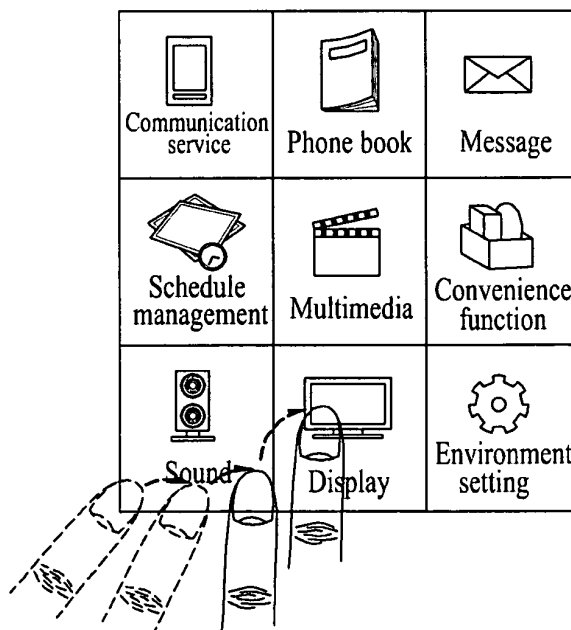 Communication
service
Phone book
Message
Schedule
management
Multimedia
Convenience
function
Sound
Display
Environment
setting